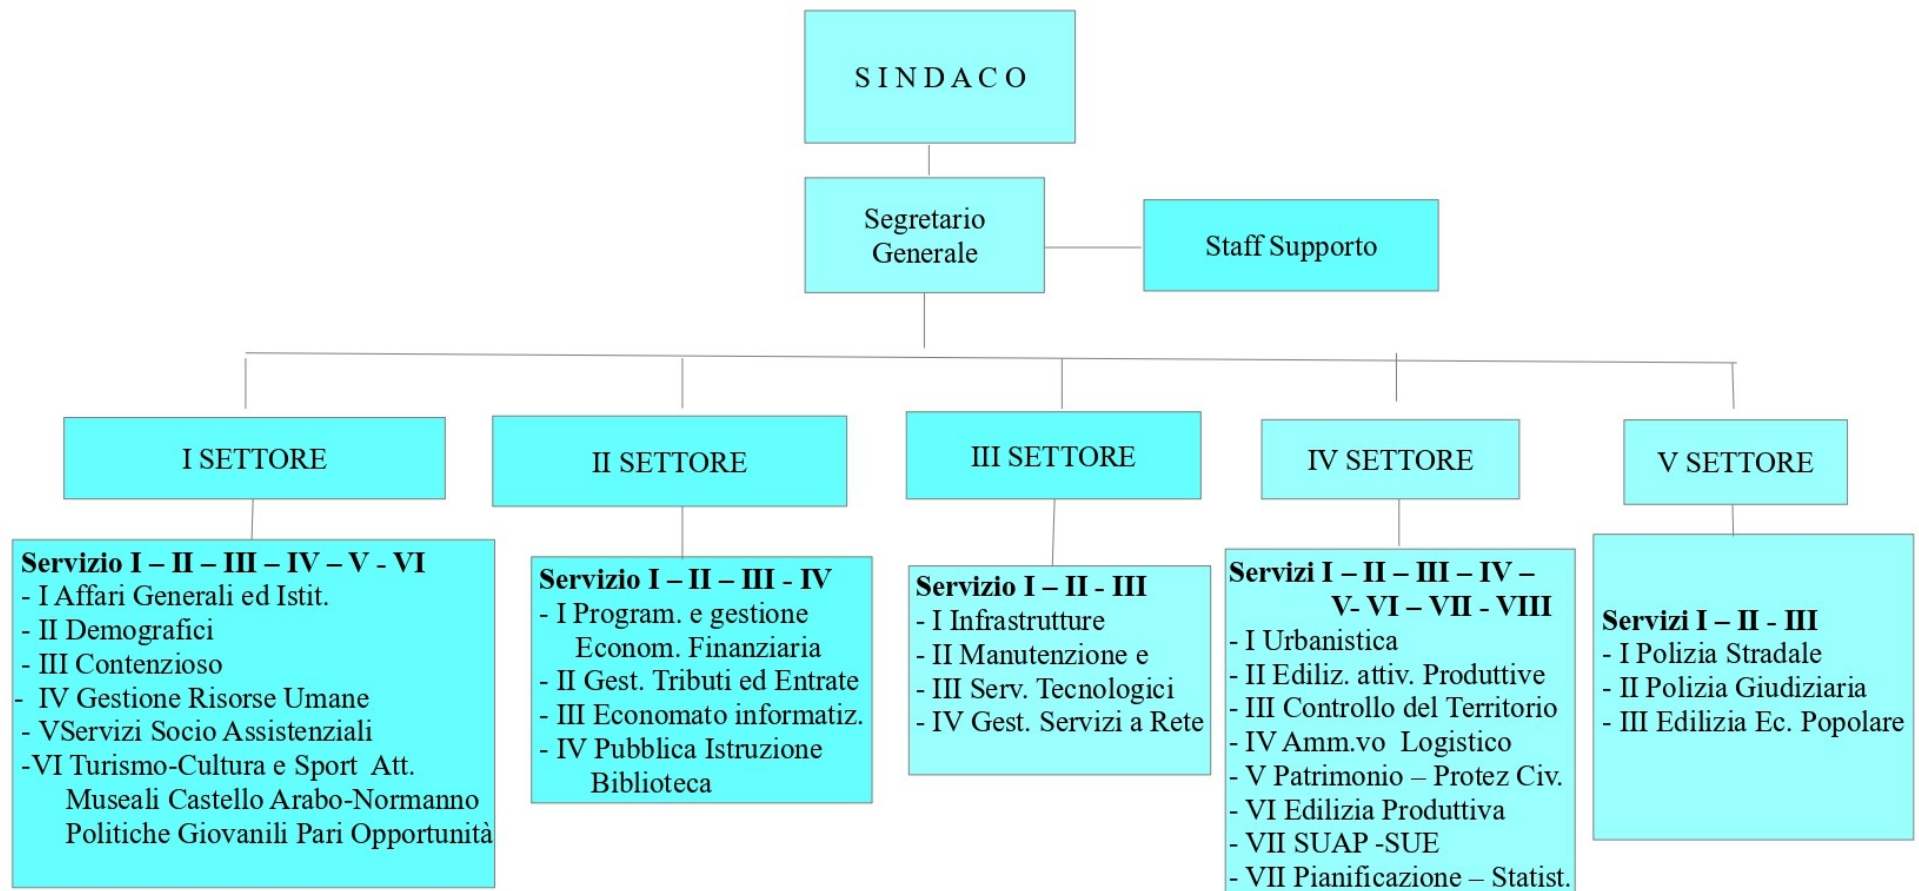 S I N D A C O
Segretario
Generale
Staff Supporto
I SETTORE
II SETTORE
III SETTORE
IV SETTORE
V SETTORE
Servizio I – II – III – IV – V - VI
- I Affari Generali ed Istit.
- II Demografici
- III Contenzioso
- IV Gestione Risorse Umane
- VServizi Socio Assistenziali
-VI Turismo-Cultura e Sport Att.
Museali Castello Arabo-Normanno
Politiche Giovanili Pari Opportunità
Servizio I – II – III - IV
- I Program. e gestione
Econom. Finanziaria
- II Gest. Tributi ed Entrate
- III Economato informatiz.
- IV Pubblica Istruzione
Biblioteca
Servizio I – II - III
- I Infrastrutture
- II Manutenzione e
- III Serv. Tecnologici
- IV Gest. Servizi a Rete
Servizi I – II – III – IV –
V- VI – VII - VIII
- I Urbanistica
- II Ediliz. attiv. Produttive
- III Controllo del Territorio
- IV Amm.vo Logistico
- V Patrimonio – Protez Civ.
- VI Edilizia Produttiva
- VII SUAP -SUE
- VII Pianificazione – Statist.
Servizi I – II - III
- I Polizia Stradale
- II Polizia Giudiziaria
- III Edilizia Ec. Popolare